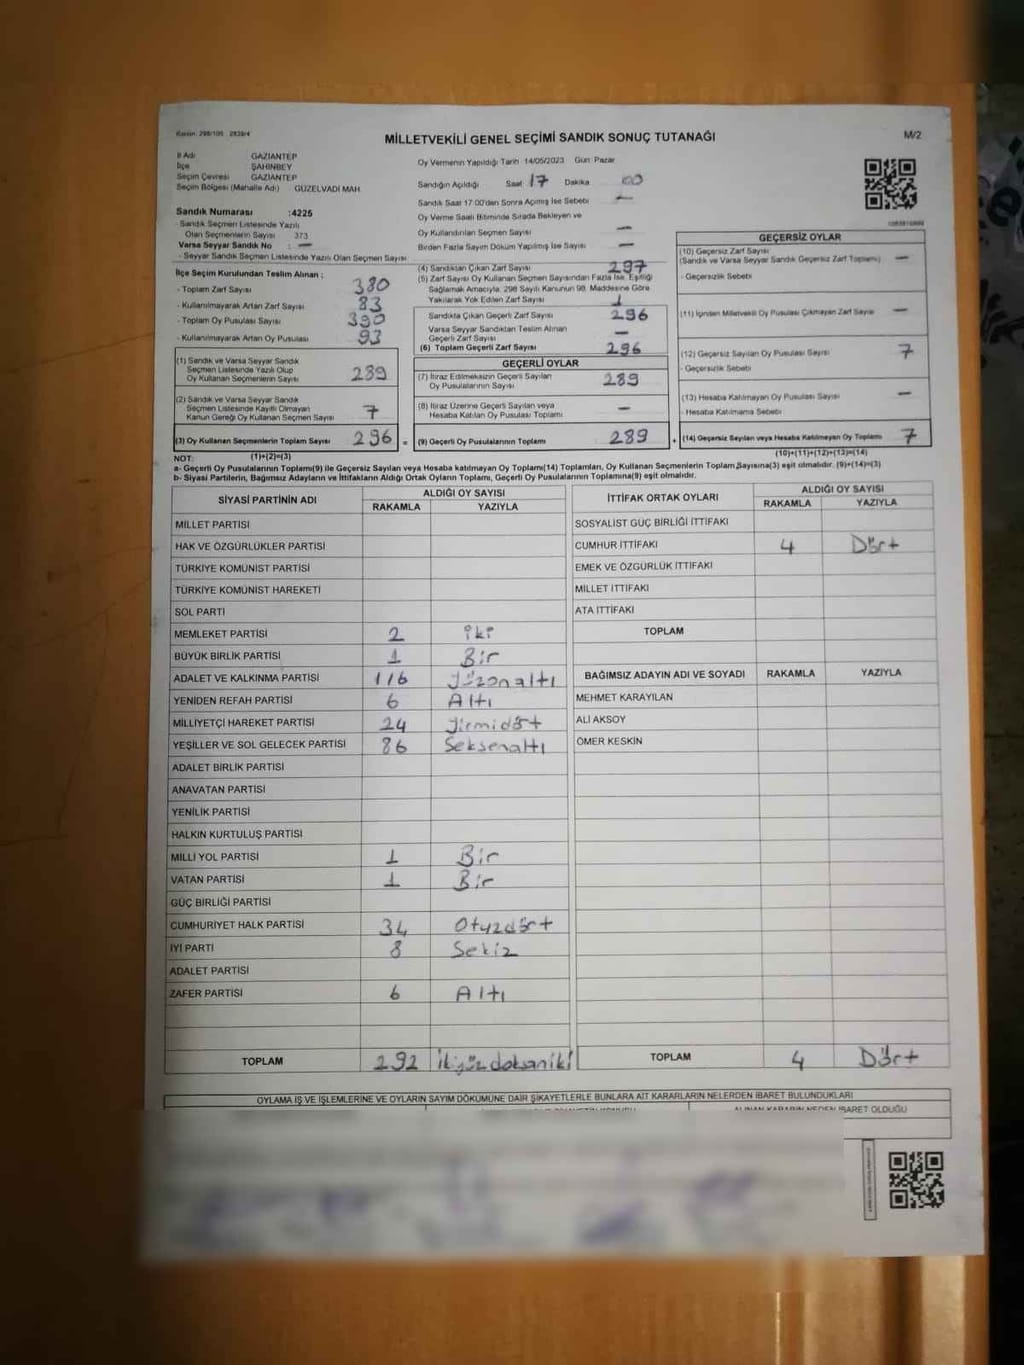 Kanun: 298/105 2839/4
MİLLETVEKİLİ GENEL SEÇİMİ SANDIK SONUÇ TUTANAĞI
M/2
İl Adı GAZİANTEP
İlçe ŞAHİNBEY
Seçim Çevresi GAZİANTEP
Seçim Bölgesi (Mahalle Adı) GÜZELVADİ MAH.
Sandık Numarası :4225
- Sandık Seçmen Listesinde Yazılı
Olan Seçmenlerin Sayısı 373
Varsa Seyyar Sandık No : —
- Seyyar Sandık Seçmen Listesinde Yazılı Olan Seçmen Sayısı
İlçe Seçim Kurulundan Teslim Alınan ;
- Toplam Zarf Sayısı 380
- Kullanılmayarak Artan Zarf Sayısı 83
- Toplam Oy Pusulası Sayısı 390
- Kullanılmayarak Artan Oy Pusulası 93
(1) Sandık ve Varsa Seyyar Sandık
Seçmen Listesinde Yazılı Olup
Oy Kullanan Seçmenlerin Sayısı 289
(2) Sandık ve Varsa Seyyar Sandık
Seçmen Listesinde Kayıtlı Olmayan
Kanun Gereği Oy Kullanan Seçmen Sayısı 7
(3) Oy Kullanan Seçmenlerin Toplam Sayısı 296 =
Oy Vermenin Yapıldığı Tarih 14/05/2023 Gün: Pazar
Sandığın Açıldığı Saat 17 Dakika 00
Sandık Saat 17.00'den Sonra Açılmış İse Sebebi —
Oy Verme Saati Bitiminde Sırada Bekleyen ve
Oy Kullandırılan Seçmen Sayısı —
Birden Fazla Sayım Döküm Yapılmış İse Sayısı —
(4) Sandıktan Çıkan Zarf Sayısı 297
(5) Zarf Sayısı Oy Kullanan Seçmen Sayısından Fazla İse, Eşitliği
Sağlamak Amacıyla, 298 Sayılı Kanunun 98. Maddesine Göre
Yakılarak Yok Edilen Zarf Sayısı 1
Sandıkta Çıkan Geçerli Zarf Sayısı 296
Varsa Seyyar Sandıktan Teslim Alınan
Geçerli Zarf Sayısı —
(6) Toplam Geçerli Zarf Sayısı 296
GEÇERLİ OYLAR
(7) İtiraz Edilmeksizin Geçerli Sayılan
Oy Pusulalarının Sayısı 289
(8) İtiraz Üzerine Geçerli Sayılan veya
Hesaba Katılan Oy Pusulası Toplamı —
(9) Geçerli Oy Pusulalarının Toplamı 289 +
GEÇERSİZ OYLAR
(10) Geçersiz Zarf Sayısı
(Sandık ve Varsa Seyyar Sandık Geçersiz Zarf Toplamı) —
- Geçersizlik Sebebi
(11) İçinden Milletvekili Oy Pusulası Çıkmayan Zarf Sayısı —
(12) Geçersiz Sayılan Oy Pusulası Sayısı 7
- Geçersizlik Sebebi
(13) Hesaba Katılmayan Oy Pusulası Sayısı —
- Hesaba Katılmama Sebebi
(14) Geçersiz Sayılan veya Hesaba Katılmayan Oy Toplamı 7
NOT: (1)+(2)=(3) (10)+(11)+(12)+(13)=(14)
a- Geçerli Oy Pusulalarının Toplamı(9) ile Geçersiz Sayılan veya Hesaba katılmayan Oy Toplamı(14) Toplamları, Oy Kullanan Seçmenlerin Toplam Sayısına(3) eşit olmalıdır. (9)+(14)=(3)
b- Siyasi Partilerin, Bağımsız Adayların ve İttifakların Aldığı Ortak Oyların Toplamı, Geçerli Oy Pusulalarının Toplamına(9) eşit olmalıdır.
SİYASİ PARTİNİN ADI ALDIĞI OY SAYISI
RAKAMLA YAZIYLA
MİLLET PARTİSİ
HAK VE ÖZGÜRLÜKLER PARTİSİ
TÜRKİYE KOMÜNİST PARTİSİ
TÜRKİYE KOMÜNİST HAREKETİ
SOL PARTİ
MEMLEKET PARTİSİ 2 iki
BÜYÜK BİRLİK PARTİSİ 1 Bir
ADALET VE KALKINMA PARTİSİ 116 Yüzonaltı
YENİDEN REFAH PARTİSİ 6 Altı
MİLLİYETÇİ HAREKET PARTİSİ 24 Yirmidört
YEŞİLLER VE SOL GELECEK PARTİSİ 86 Seksenaltı
ADALET BİRLİK PARTİSİ
ANAVATAN PARTİSİ
YENİLİK PARTİSİ
HALKIN KURTULUŞ PARTİSİ
MİLLİ YOL PARTİSİ 1 Bir
VATAN PARTİSİ 1 Bir
GÜÇ BİRLİĞİ PARTİSİ
CUMHURİYET HALK PARTİSİ 34 Otuzdört
İYİ PARTİ 8 Sekiz
ADALET PARTİSİ
ZAFER PARTİSİ 6 Altı
TOPLAM 292 ikiyüzdoksaniki
İTTİFAK ORTAK OYLARI ALDIĞI OY SAYISI
RAKAMLA YAZIYLA
SOSYALİST GÜÇ BİRLİĞİ İTTİFAKI
CUMHUR İTTİFAKI 4 Dört
EMEK VE ÖZGÜRLÜK İTTİFAKI
MİLLET İTTİFAKI
ATA İTTİFAKI
TOPLAM
BAĞIMSIZ ADAYIN ADI VE SOYADI RAKAMLA YAZIYLA
MEHMET KARAYILAN
ALİ AKSOY
ÖMER KESKİN
TOPLAM 4 Dört
OYLAMA İŞ VE İŞLEMLERİNE VE OYLARIN SAYIM DÖKÜMÜNE DAİR ŞİKAYETLERLE BUNLARA AİT KARARLARIN NELERDEN İBARET BULUNDUKLARI
ALINAN KARARIN NEDEN İBARET OLDUĞU